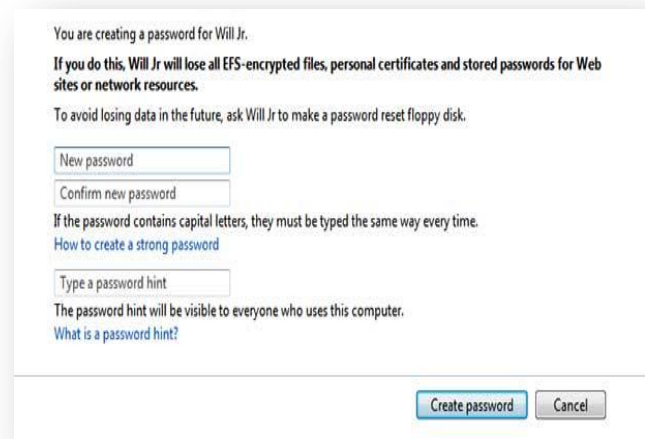 You are creating a password for Will Jr.
If you do this, Will Jr will lose all EFS-encrypted files, personal certificates and stored passwords for Web
sites or network resources.
To avoid losing data in the future, ask Will Jr to make a password reset floppy disk.
New password
Confirm new password
If the password contains capital letters, they must be typed the same way every time.
How to create a strong password
Type a password hint
The password hint will be visible to everyone who uses this computer.
What is a password hint?
Create password Cancel